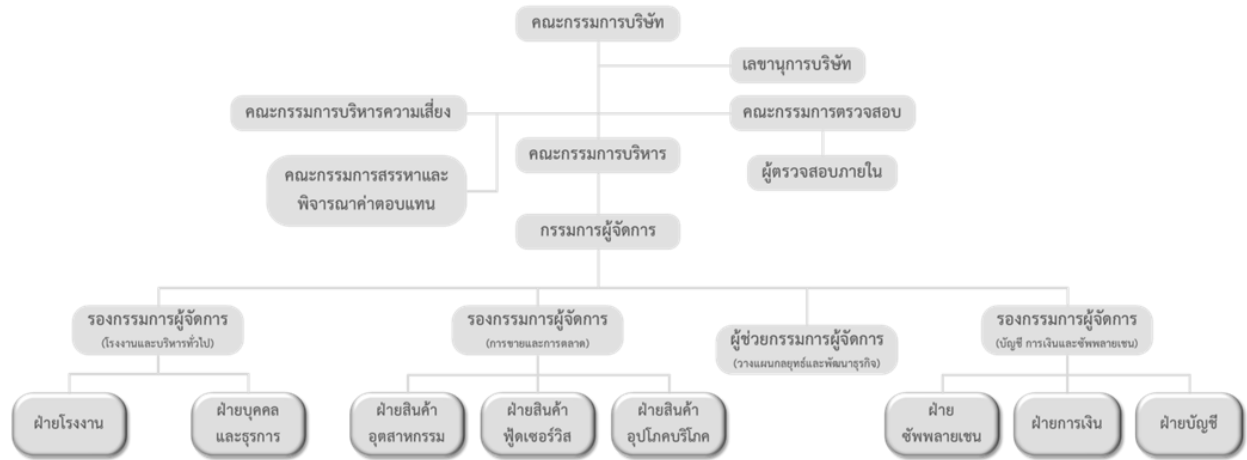 คณะกรรมการบริษัท
เลขานุการบริษัท
คณะกรรมการบริหารความเสี่ยง
คณะกรรมการตรวจสอบ
คณะกรรมการบริหาร
ผู้ตรวจสอบภายใน
คณะกรรมการสรรหาและ
พิจารณาค่าตอบแทน
กรรมการผู้จัดการ
รองกรรมการผู้จัดการ
(โรงงานและบริหารทั่วไป)
รองกรรมการผู้จัดการ
(การขายและการตลาด)
ผู้ช่วยกรรมการผู้จัดการ
(วางแผนกลยุทธ์และพัฒนาธุรกิจ)
รองกรรมการผู้จัดการ
(บัญชี การเงินและซัพพลายเชน)
ฝ่ายโรงงาน
ฝ่ายบุคคล
และธุรการ
ฝ่ายสินค้า
อุตสาหกรรม
ฝ่ายสินค้า
ฟู้ดเซอร์วิส
ฝ่ายสินค้า
อุปโภคบริโภค
ฝ่าย
ซัพพลายเชน
ฝ่ายการเงิน
ฝ่ายบัญชี